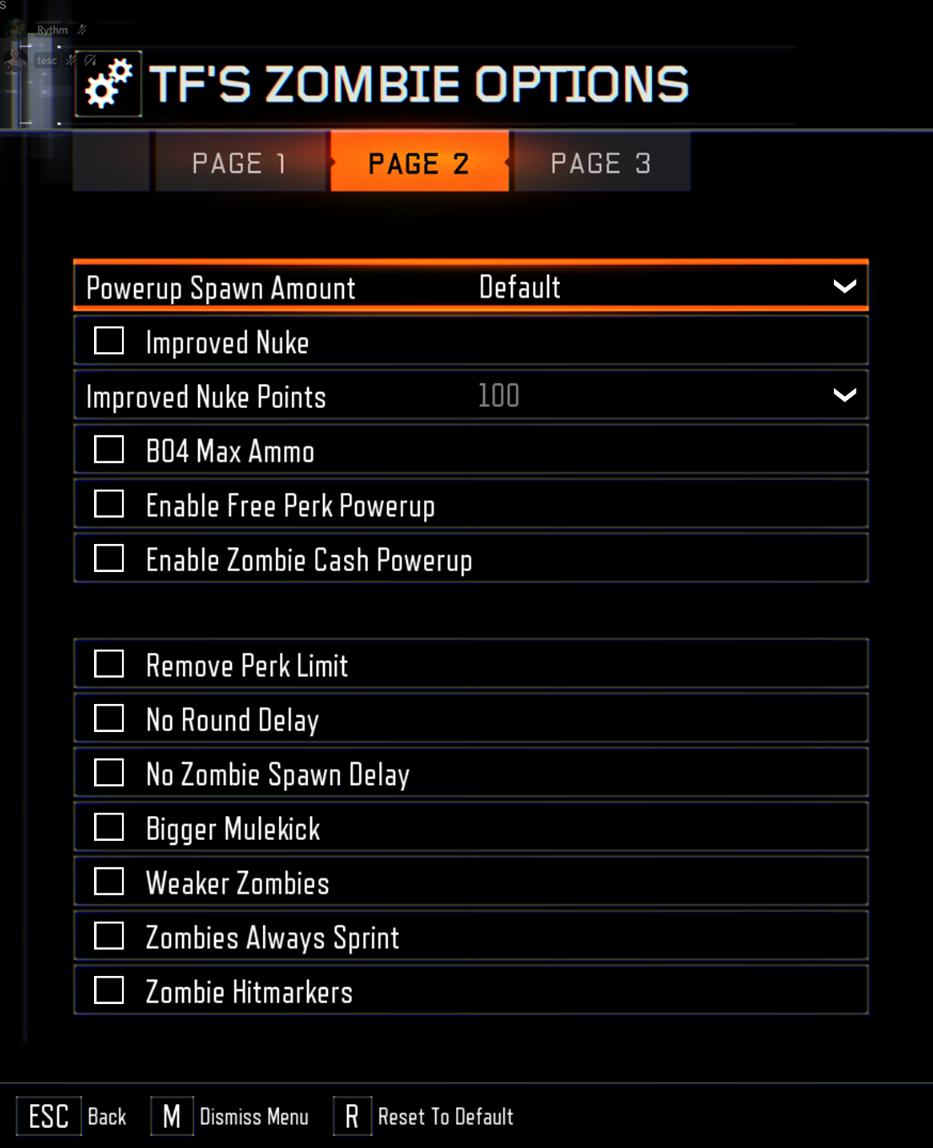 S
Rythm
tesc
TF'S ZOMBIE OPTIONS
PAGE 1 PAGE 2 PAGE 3
Powerup Spawn Amount Default
Improved Nuke
Improved Nuke Points 100
BO4 Max Ammo
Enable Free Perk Powerup
Enable Zombie Cash Powerup
Remove Perk Limit
No Round Delay
No Zombie Spawn Delay
Bigger Mulekick
Weaker Zombies
Zombies Always Sprint
Zombie Hitmarkers
ESC Back M Dismiss Menu R Reset To Default